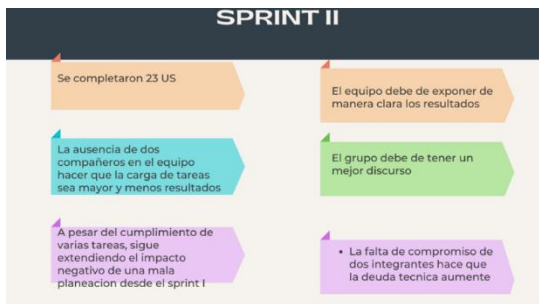 SPRINT II
Se completaron 23 US
El equipo debe de exponer de
manera clara los resultados
La ausencia de dos
compañeros en el equipo
hacer que la carga de tareas
sea mayor y menos resultados
El grupo debe de tener un
mejor discurso
A pesar del cumplimiento de
varias tareas, sigue
extendiendo el impacto
negativo de una mala
planeacion desde el sprint I
• La falta de compromiso de
dos integrantes hace que
la deuda tecnica aumente